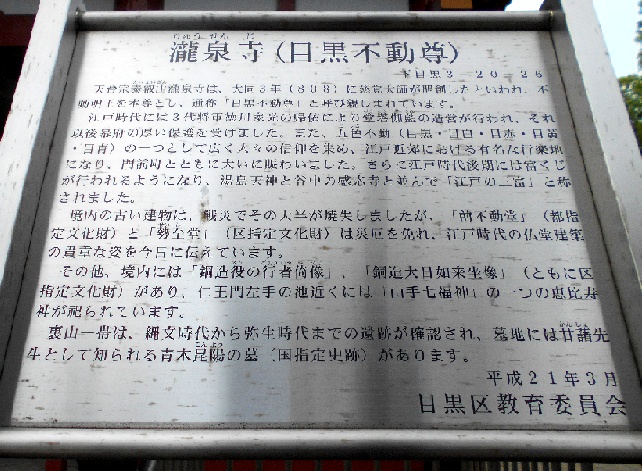 りゅうせんじ
瀧泉寺(目黒不動尊)
下目黒3-20-26
天台宗泰叡山瀧泉寺は、大同3年(808)に慈覚大師が開創したといわれ、不
動明王を本尊とし、通称「目黒不動尊」と呼び親しまれています。
江戸時代には3代将軍徳川家光の帰依により堂塔伽藍の造営が行われ、それ
以後幕府の厚い保護を受けました。また、五色不動(目黒・目白・目赤・目黄
・目青)の一つとして広く人々の信仰を集め、江戸近郊における有名な行楽地
になり、門前町とともに大いに賑わいました。さらに江戸時代後期には富くじ
が行われるようになり、湯島天神と谷中の感応寺と並んで「江戸の三富」と称
されました。
境内の古い建物は、戦災でその大半が焼失しましたが、「前不動堂」(都指
定文化財)と「勢至堂」(区指定文化財)は災厄を免れ、江戸時代の仏堂建築
の貴重な姿を今日に伝えています。
その他、境内には「銅造役の行者倚像」、「銅造大日如来坐像」(ともに区
指定文化財)があり、仁王門左手の池近くには「山手七福神」の一つの恵比寿
神が祀られています。
裏山一帯は、縄文時代から弥生時代までの遺跡が確認され、墓地には甘藷先
生として知られる青木昆陽の墓(国指定史跡)があります。
平成21年3月
目黒区教育委員会